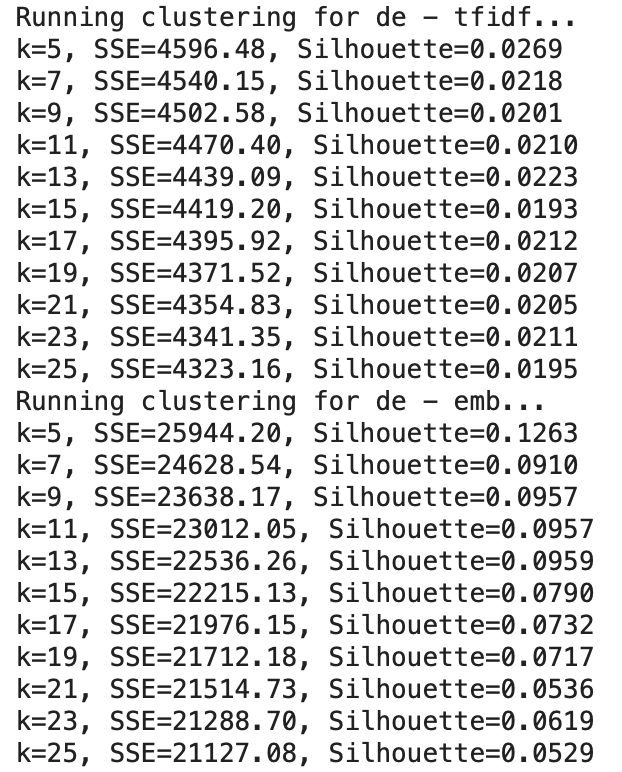 Running clustering for de – tfidf...
k=5, SSE=4596.48, Silhouette=0.0269
k=7, SSE=4540.15, Silhouette=0.0218
k=9, SSE=4502.58, Silhouette=0.0201
k=11, SSE=4470.40, Silhouette=0.0210
k=13, SSE=4439.09, Silhouette=0.0223
k=15, SSE=4419.20, Silhouette=0.0193
k=17, SSE=4395.92, Silhouette=0.0212
k=19, SSE=4371.52, Silhouette=0.0207
k=21, SSE=4354.83, Silhouette=0.0205
k=23, SSE=4341.35, Silhouette=0.0211
k=25, SSE=4323.16, Silhouette=0.0195
Running clustering for de – emb...
k=5, SSE=25944.20, Silhouette=0.1263
k=7, SSE=24628.54, Silhouette=0.0910
k=9, SSE=23638.17, Silhouette=0.0957
k=11, SSE=23012.05, Silhouette=0.0957
k=13, SSE=22536.26, Silhouette=0.0959
k=15, SSE=22215.13, Silhouette=0.0790
k=17, SSE=21976.15, Silhouette=0.0732
k=19, SSE=21712.18, Silhouette=0.0717
k=21, SSE=21514.73, Silhouette=0.0536
k=23, SSE=21288.70, Silhouette=0.0619
k=25, SSE=21127.08, Silhouette=0.0529